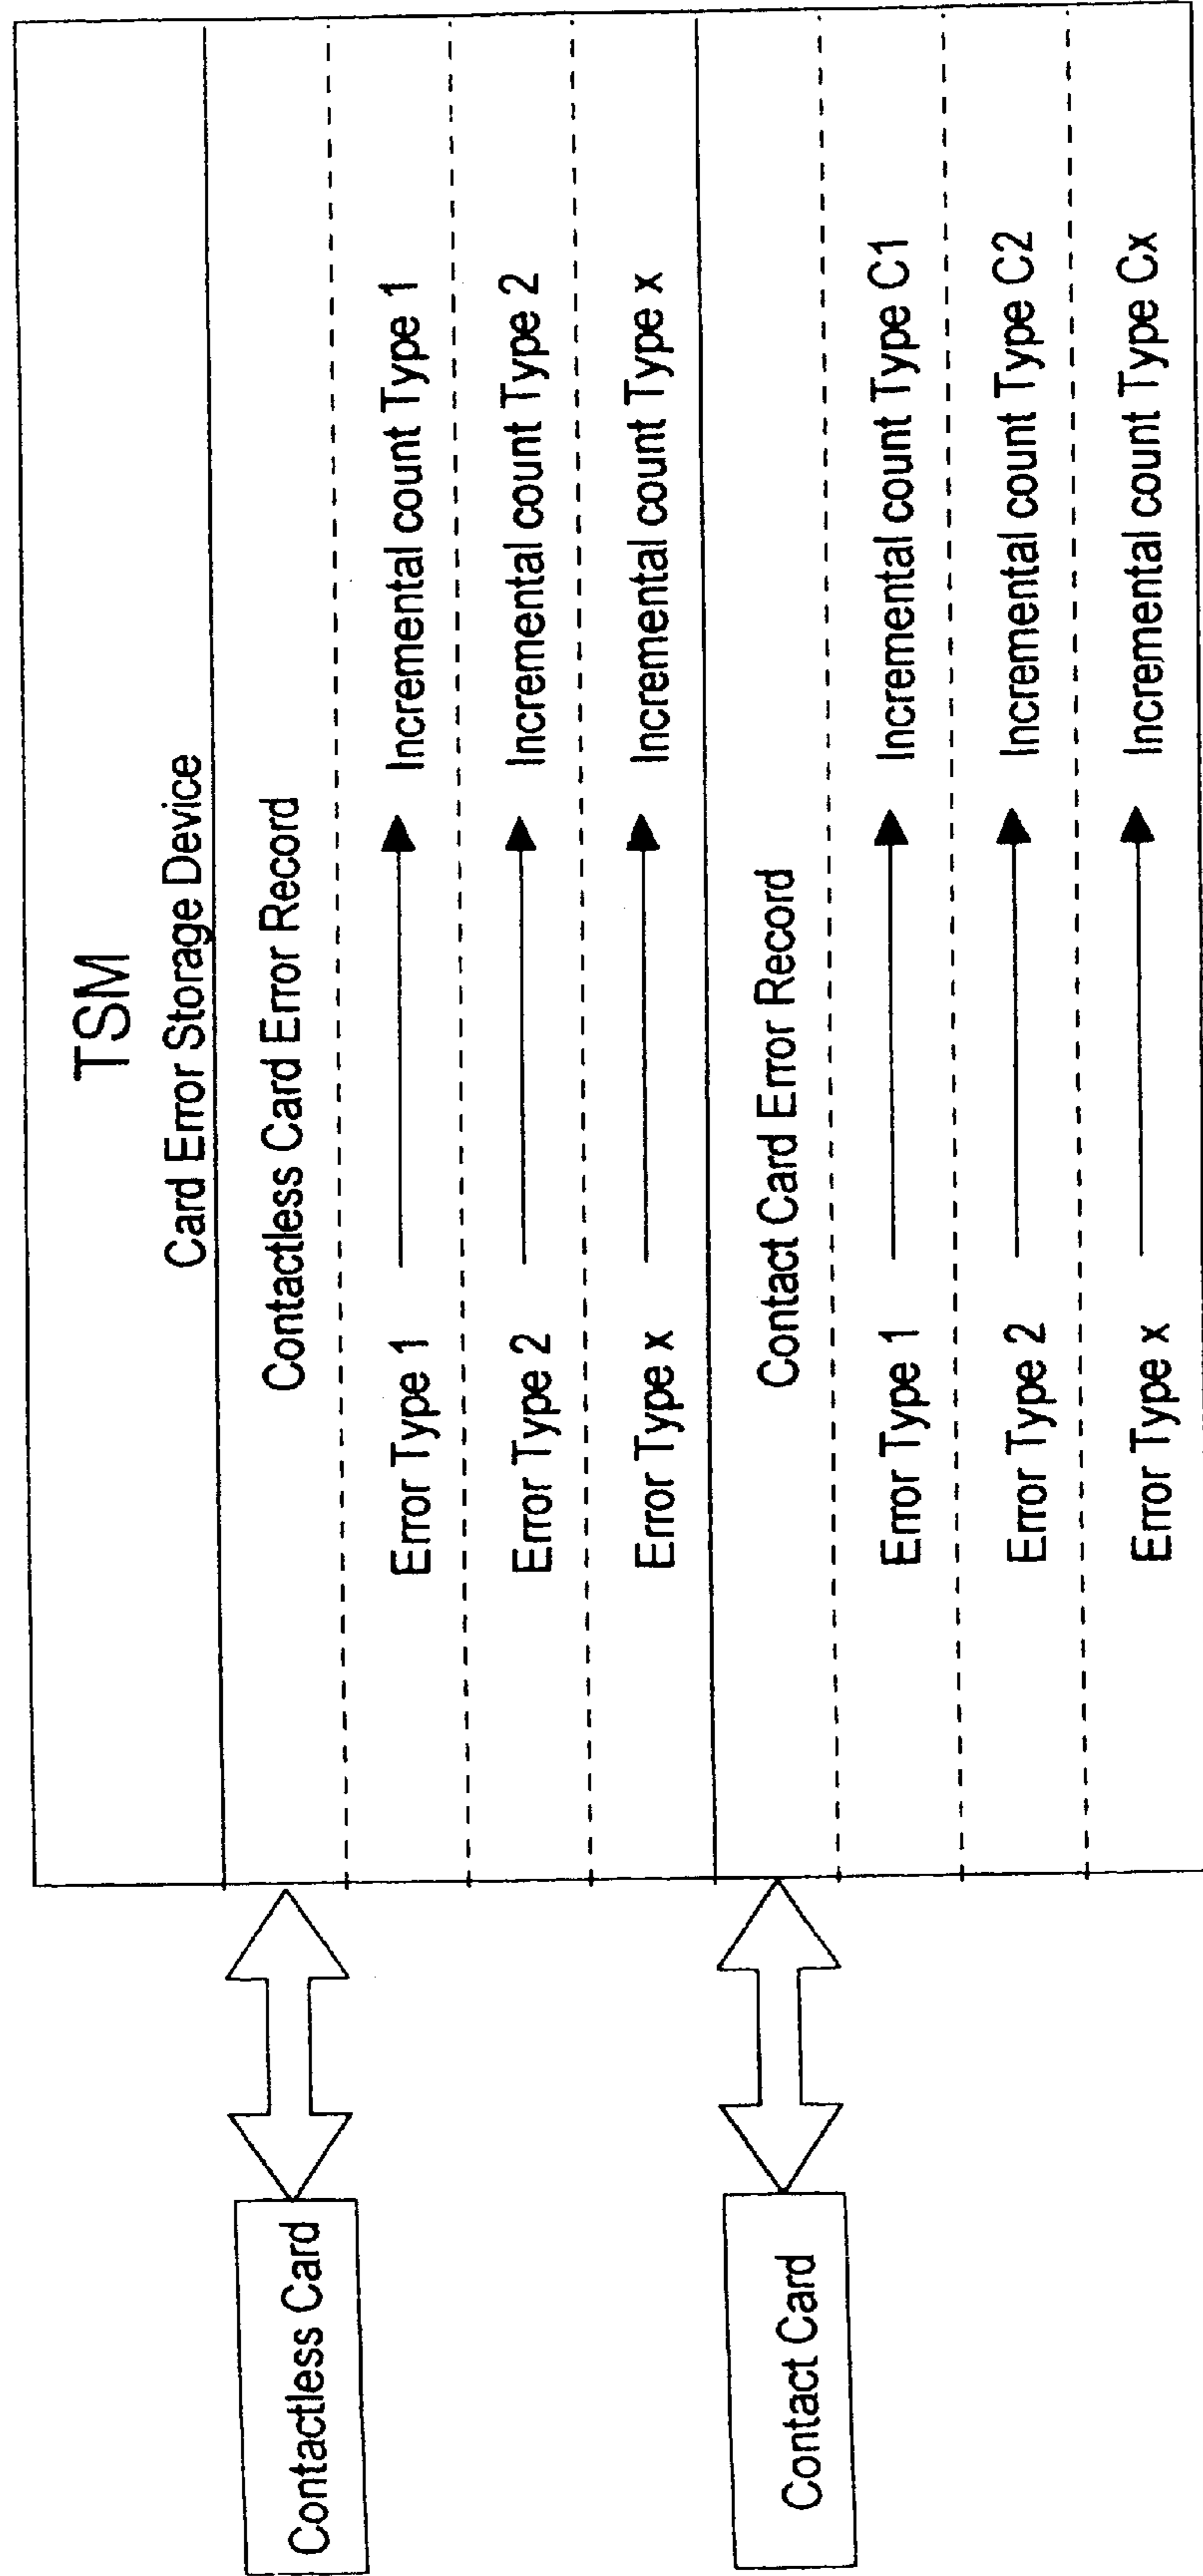 TSM
Card Error Storage Device
Contactless Card
Contactless Card Error Record
Error Type 1 Incremental count Type 1
Error Type 2 Incremental count Type 2
Error Type x Incremental count Type x
Contact Card
Contact Card Error Record
Error Type 1 Incremental count Type C1
Error Type 2 Incremental count Type C2
Error Type x Incremental count Type Cx